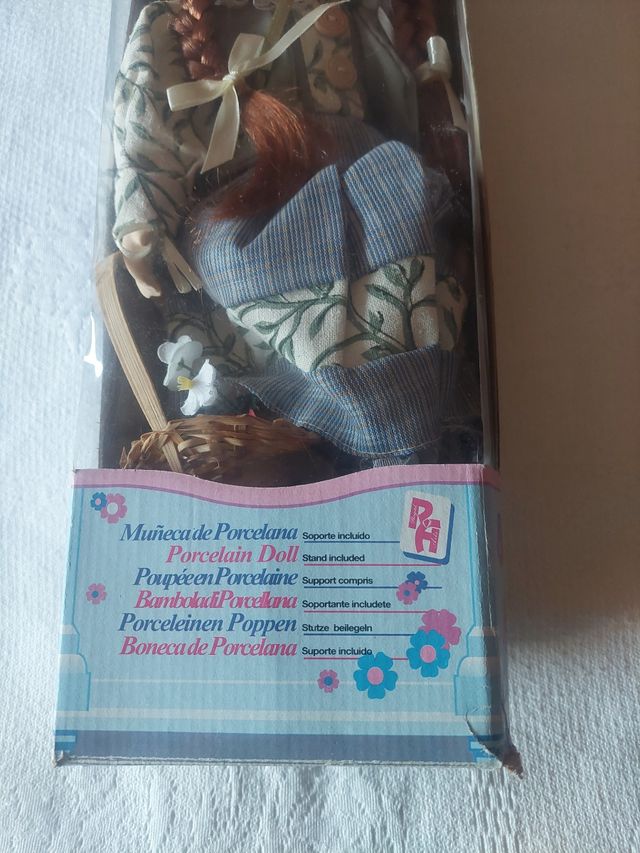 Muñeca de Porcelana Soporte incluido
Porcelain Doll Stand included
Poupée en Porcelaine Support compris
Bambola di Porcellana Soportante includete
Porceleinen Poppen Stutze beilegeln
Boneca de Porcelana Suporte incluido
R H